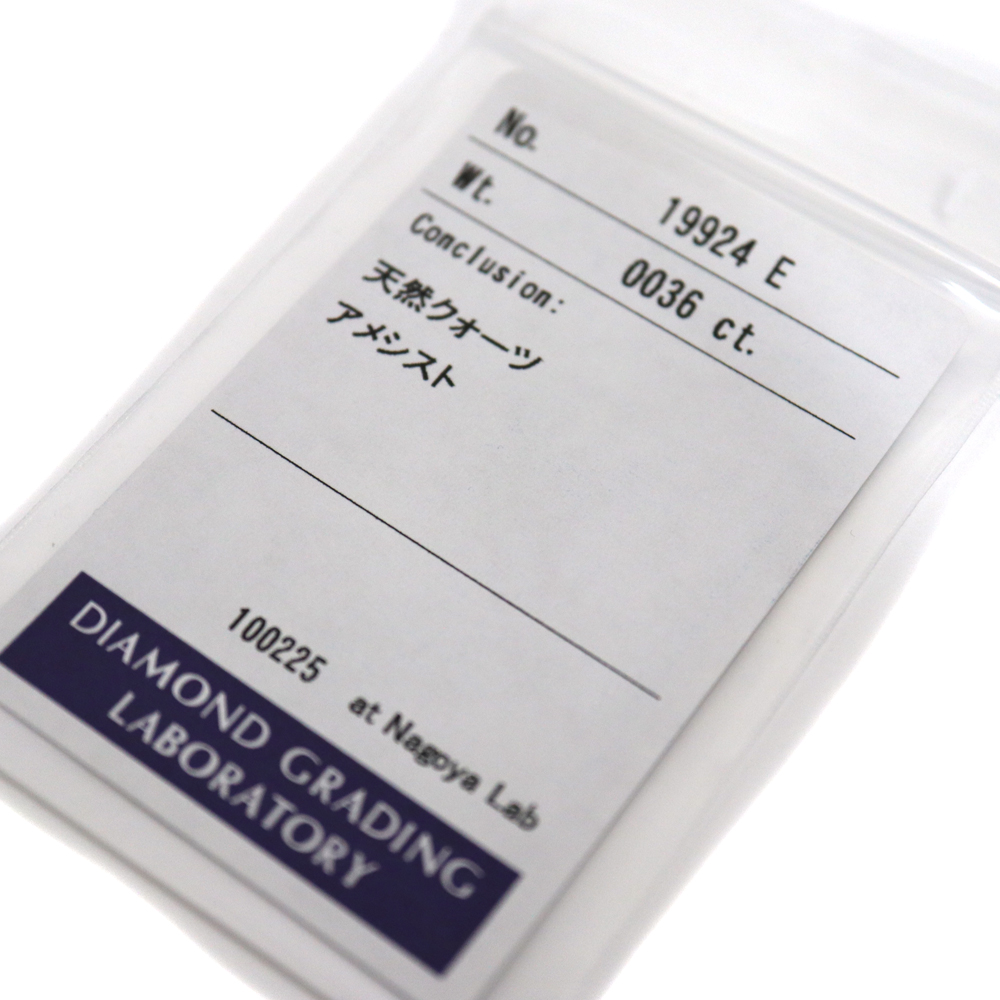 No. 19924 E
Wt. 0036 ct.
Conclusion:
天然クオーツ
アメシスト
100225 at Nagoya Lab
DIAMOND GRADING
LABORATORY